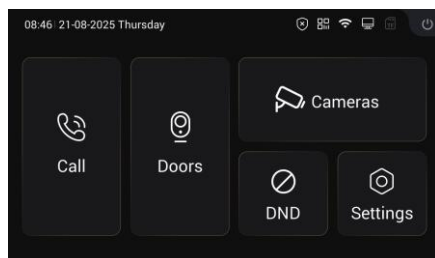 08:46 21-08-2025 Thursday
Call
Doors
Cameras
DND
Settings